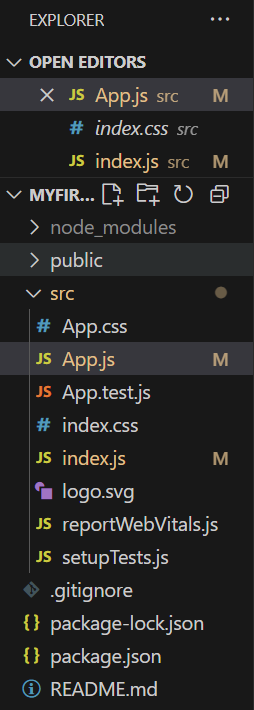 EXPLORER ...
OPEN EDITORS
JS App.js src M
# index.css src
JS index.js src M
MYFIR...
node_modules
public
src
# App.css
JS App.js M
JS App.test.js
# index.css
JS index.js M
logo.svg
JS reportWebVitals.js
JS setupTests.js
.gitignore
{} package-lock.json
{} package.json
README.md